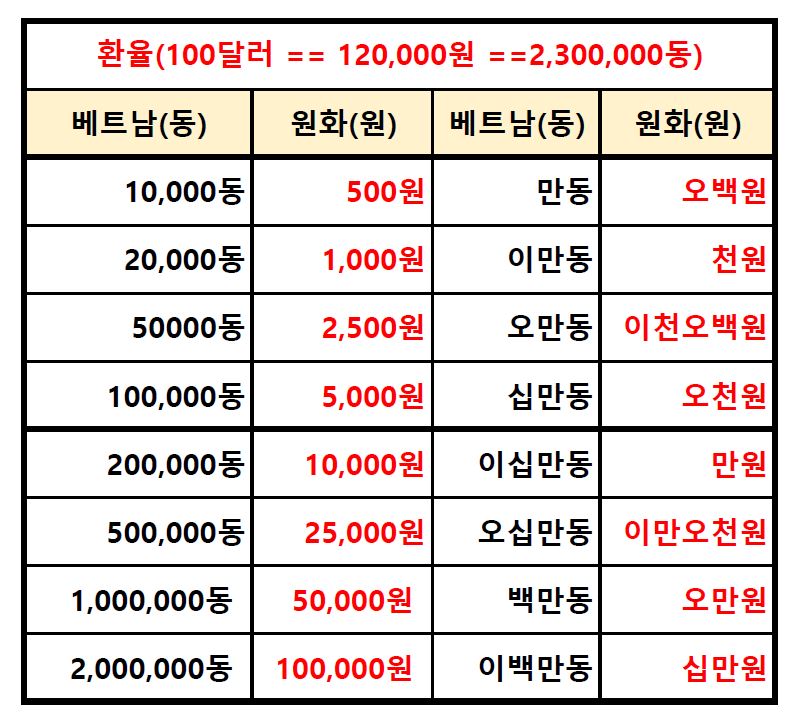 환율(100달러 == 120,000원 ==2,300,000동)
베트남(동) 원화(원) 베트남(동) 원화(원)
10,000동 500원 만동 오백원
20,000동 1,000원 이만동 천원
50000동 2,500원 오만동 이천오백원
100,000동 5,000원 십만동 오천원
200,000동 10,000원 이십만동 만원
500,000동 25,000원 오십만동 이만오천원
1,000,000동 50,000원 백만동 오만원
2,000,000동 100,000원 이백만동 십만원